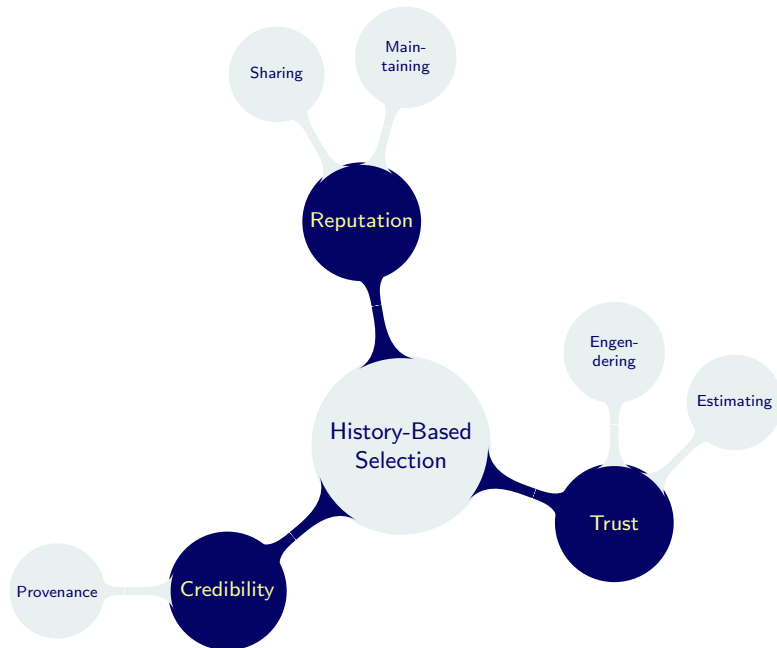 Main-
taining
Sharing
Reputation
Engen-
dering
Estimating
History-Based
Selection
Trust
Credibility
Provenance